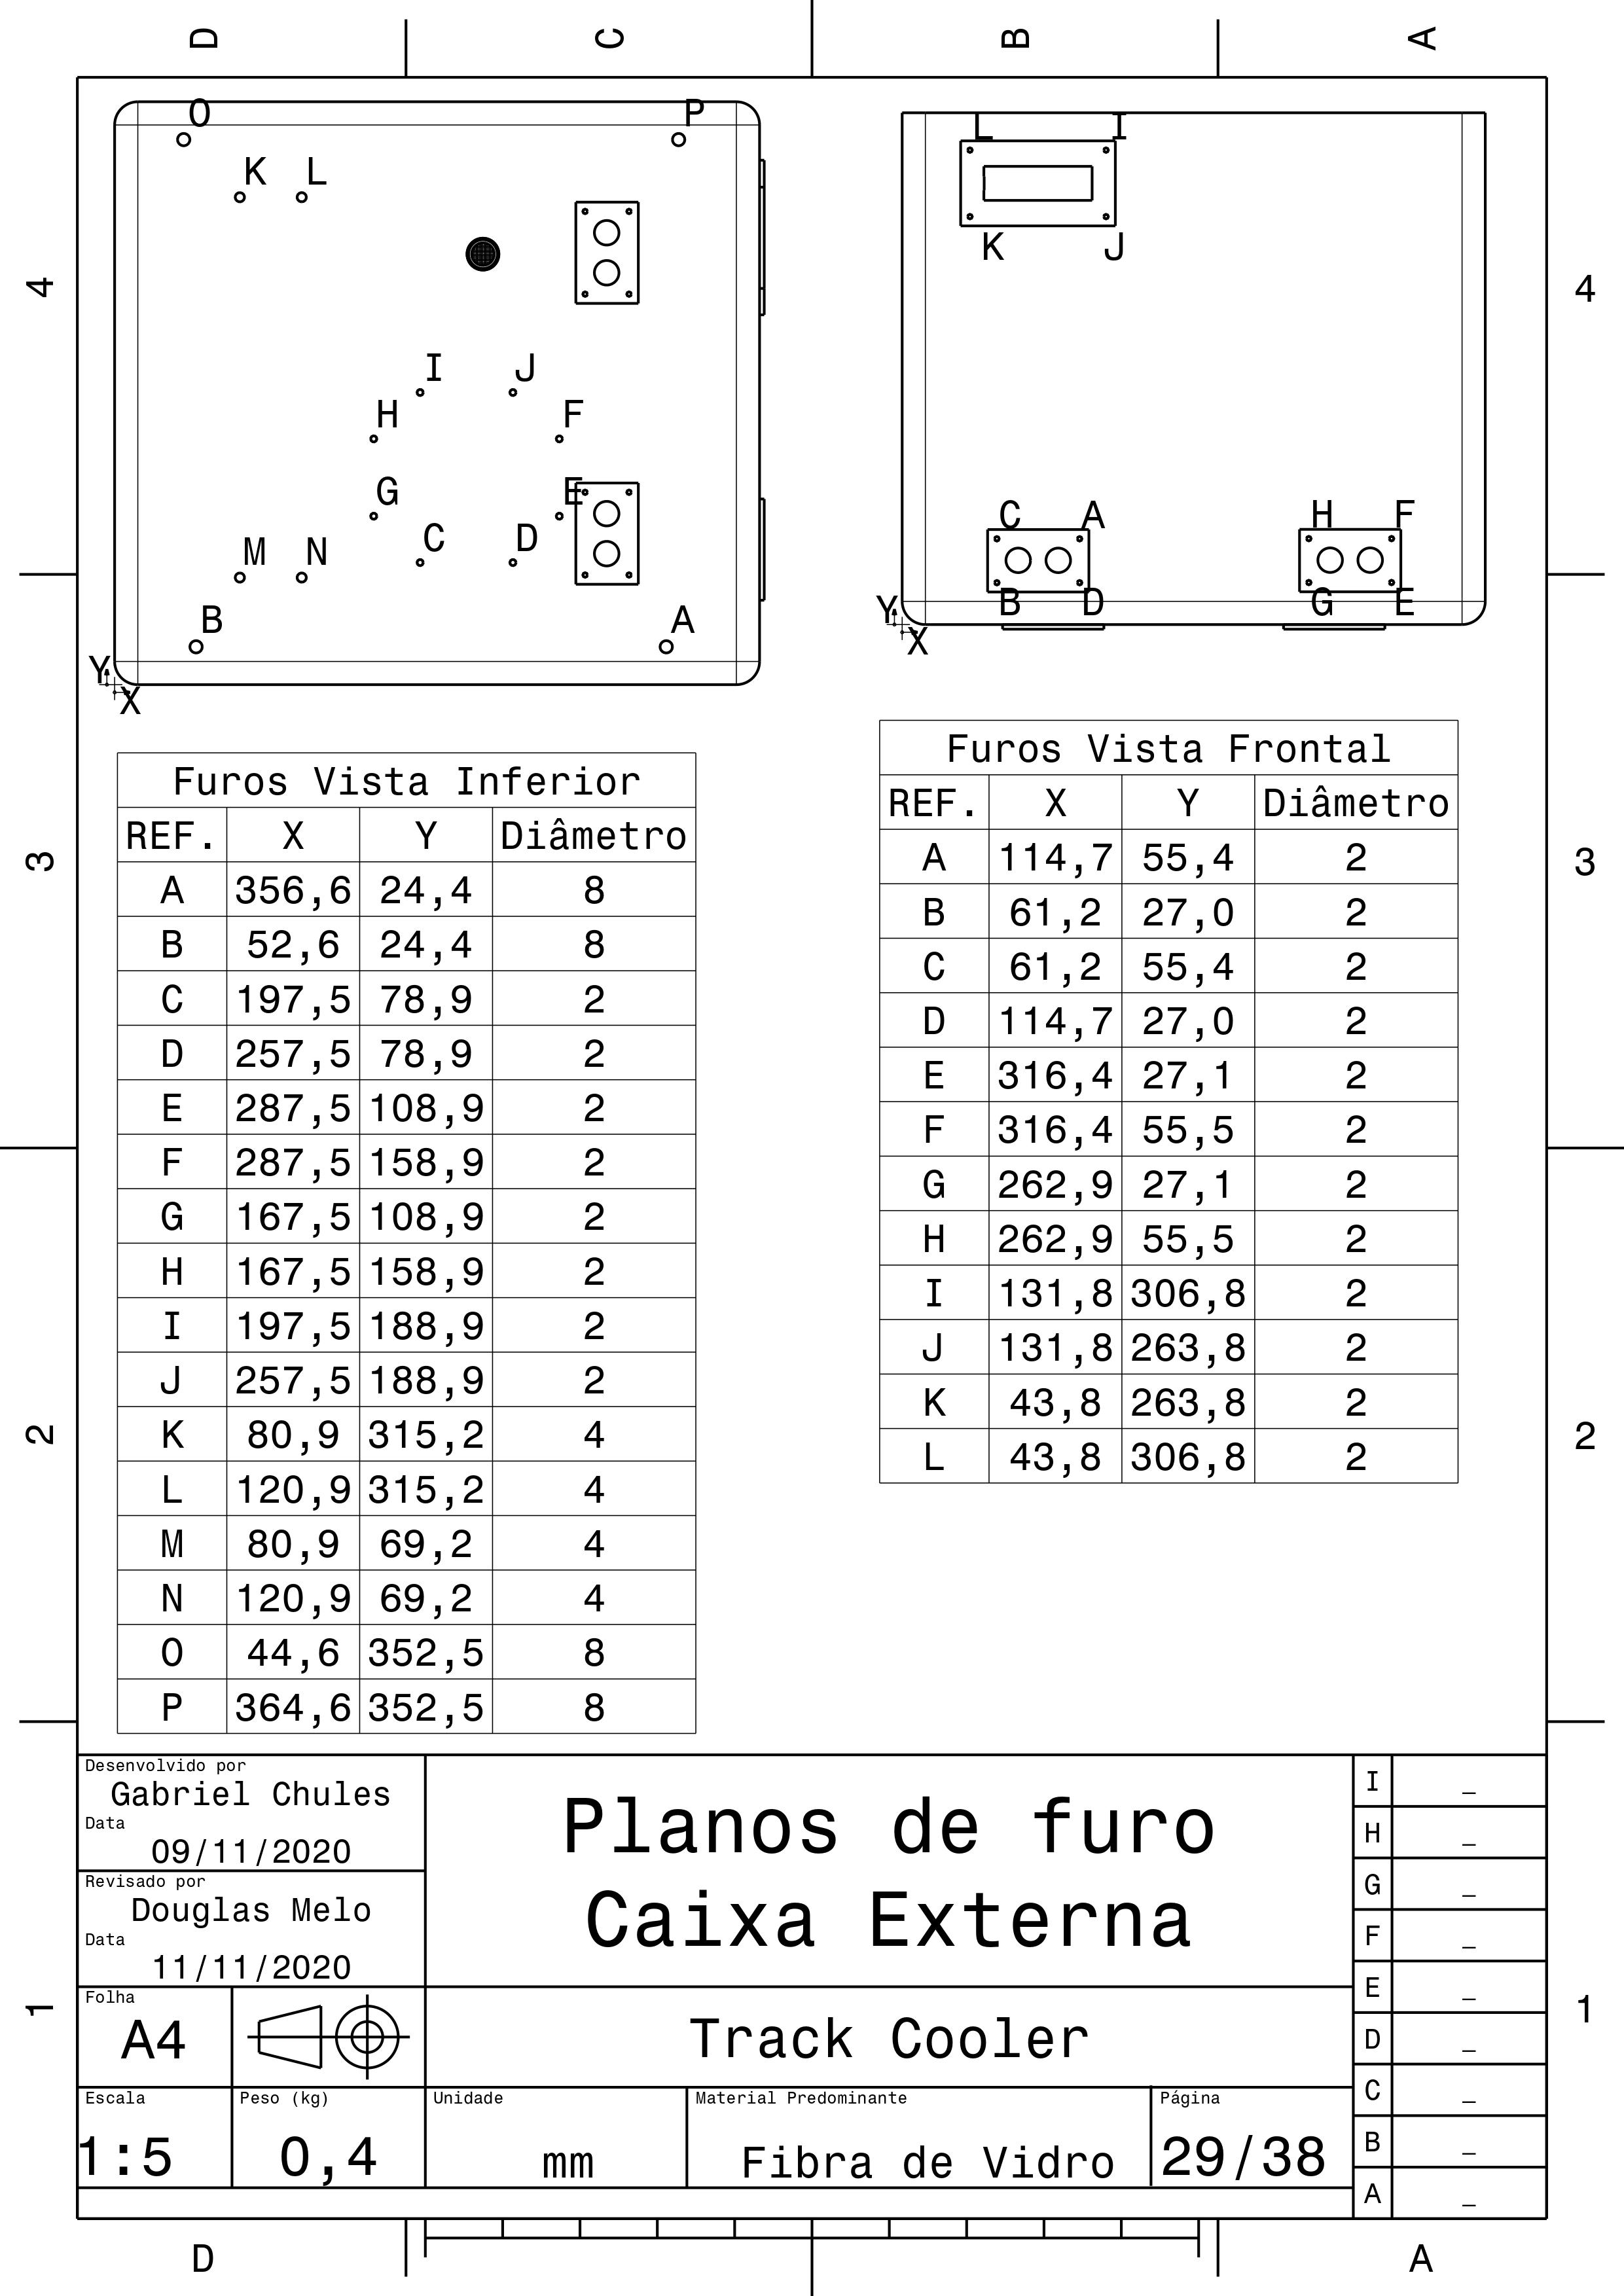 D C B A
O P
K L
I J
H F
G E
C D
M N
B A
Y
X
L I
K J
C A H F
B D G E
Y
X
4 4
3 3
2 2
1 1
Furos Vista Inferior
REF. X Y Diâmetro
A 356,6 24,4 8
B 52,6 24,4 8
C 197,5 78,9 2
D 257,5 78,9 2
E 287,5 108,9 2
F 287,5 158,9 2
G 167,5 108,9 2
H 167,5 158,9 2
I 197,5 188,9 2
J 257,5 188,9 2
K 80,9 315,2 4
L 120,9 315,2 4
M 80,9 69,2 4
N 120,9 69,2 4
O 44,6 352,5 8
P 364,6 352,5 8
Furos Vista Frontal
REF. X Y Diâmetro
A 114,7 55,4 2
B 61,2 27,0 2
C 61,2 55,4 2
D 114,7 27,0 2
E 316,4 27,1 2
F 316,4 55,5 2
G 262,9 27,1 2
H 262,9 55,5 2
I 131,8 306,8 2
J 131,8 263,8 2
K 43,8 263,8 2
L 43,8 306,8 2
Desenvolvido por
Gabriel Chules
Data
09/11/2020
Revisado por
Douglas Melo
Data
11/11/2020
Folha
A4
Escala
1:5
Peso (kg)
0,4
Planos de furo
Caixa Externa
Track Cooler
Unidade
mm
Material Predominante
Fibra de Vidro
Página
29/38
I _
H _
G _
F _
E _
D _
C _
B _
A _
D A